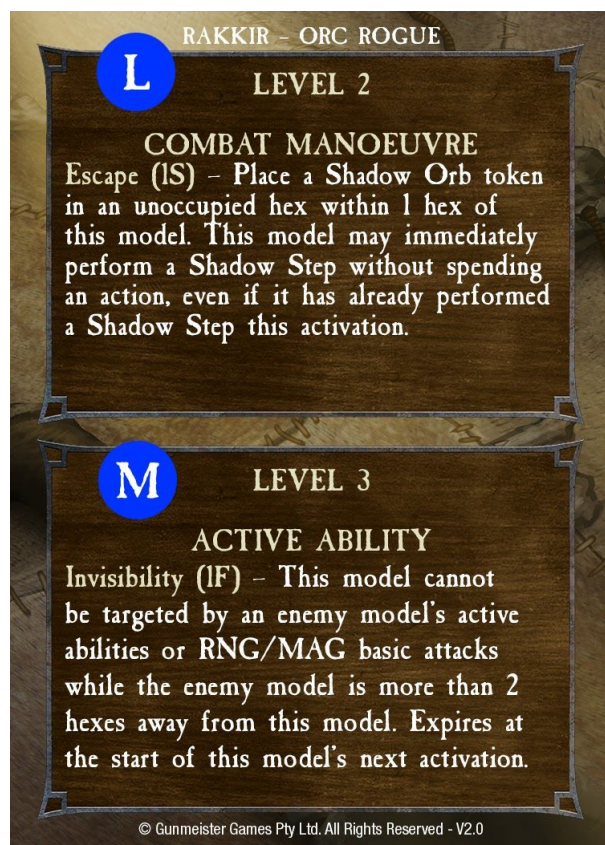 RAKKIR – ORC ROGUE
L
LEVEL 2
COMBAT MANOEUVRE
Escape (1S) – Place a Shadow Orb token
in an unoccupied hex within 1 hex of
this model. This model may immediately
perform a Shadow Step without spending
an action, even if it has already performed
a Shadow Step this activation.
M
LEVEL 3
ACTIVE ABILITY
Invisibility (1F) – This model cannot
be targeted by an enemy model's active
abilities or RNG/MAG basic attacks
while the enemy model is more than 2
hexes away from this model. Expires at
the start of this model's next activation.
© Gunmeister Games Pty Ltd. All Rights Reserved - V2.0